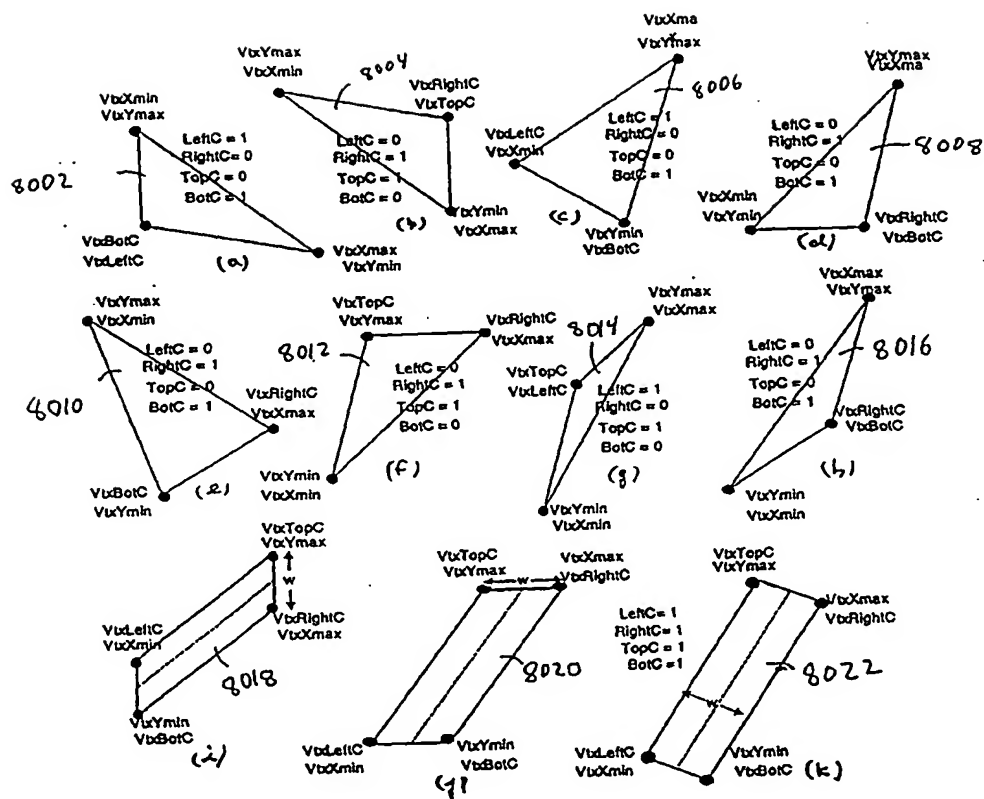 VtxXmin
VtxYmax
8002
LeftC = 1
RightC = 0
TopC = 0
BotC = 1
VtxBotC
VtxLeftC
VtxXmax
VtxYmin
(a)
VtxYmax
VtxXmin
8004
VtxRightC
VtxTopC
LeftC = 0
RightC = 1
TopC = 1
BotC = 0
VtxYmin
VtxXmax
(b)
VtxXma
x
VtxYmax
8006
LeftC = 1
RightC = 0
TopC = 0
BotC = 1
VtxLeftC
VtxXmin
VtxYmin
VtxBotC
(c)
VtxYmax
VtxXma
LeftC = 0
RightC = 1
TopC = 0
BotC = 1
8008
VtxXmin
VtxYmin
VtxRightC
VtxBotC
(d)
VtxYmax
VtxXmin
LeftC = 0
RightC = 1
TopC = 0
BotC = 1
8010
VtxRightC
VtxXmax
VtxBotC
VtxYmin
(e)
VtxTopC
VtxYmax
8012
VtxRightC
VtxXmax
LeftC = 0
RightC = 1
TopC = 1
BotC = 0
VtxYmin
VtxXmin
(f)
VtxYmax
VtxXmax
8014
VtxTopC
VtxLeftC
LeftC = 1
RightC = 0
TopC = 1
BotC = 0
VtxYmin
VtxXmin
(g)
VtxXmax
VtxYmax
LeftC = 0
RightC = 1
TopC = 0
BotC = 1
8016
VtxRightC
VtxBotC
VtxYmin
VtxXmin
(h)
VtxTopC
VtxYmax
w
VtxLeftC
VtxXmin
VtxRightC
VtxXmax
8018
VtxYmin
VtxBotC
(i)
VtxTopC
VtxYmax
w
VtxXmax
VtxRightC
8020
VtxLeftC
VtxXmin
VtxYmin
VtxBotC
(j)
VtxTopC
VtxYmax
LeftC = 1
RightC = 1
TopC = 1
BotC = 1
VtxXmax
VtxRightC
8022
w
VtxLeftC
VtxXmin
VtxYmin
VtxBotC
(k)